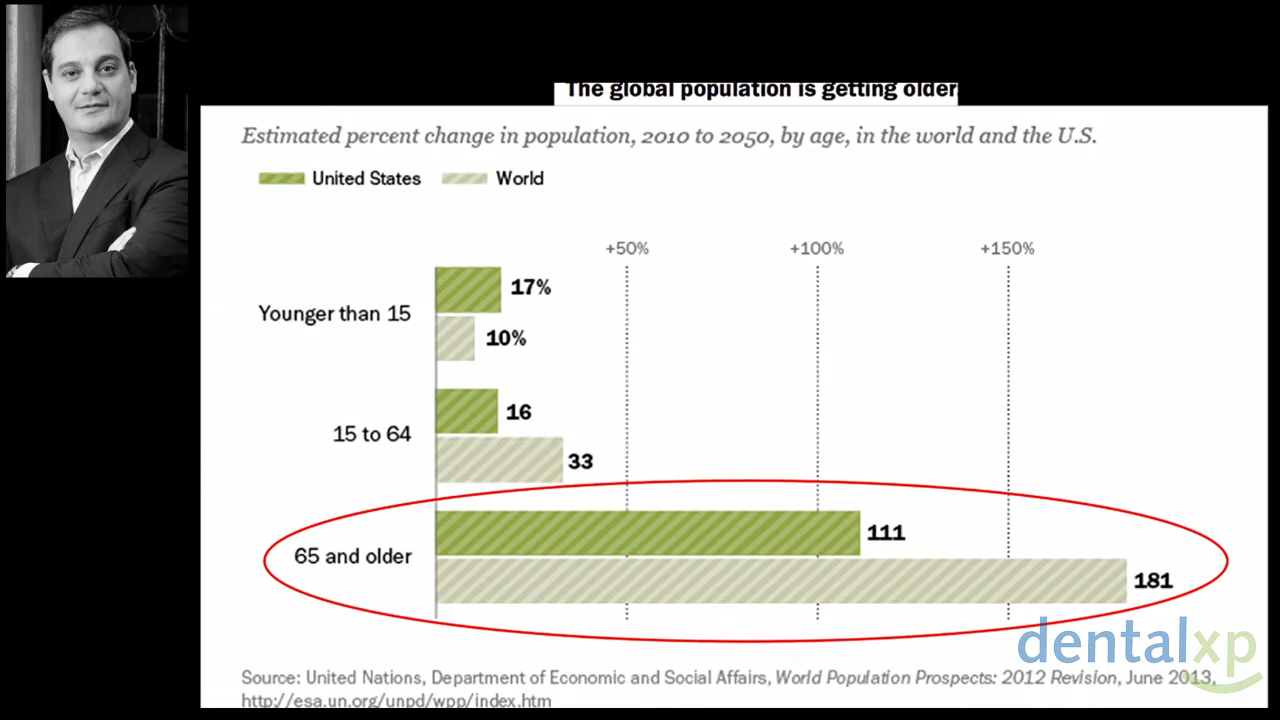 The global population is getting older
Estimated percent change in population, 2010 to 2050, by age, in the world and the U.S.
United States World
+50% +100% +150%
Younger than 15
17%
10%
15 to 64
16
33
65 and older
111
181
dentalxp
Source: United Nations, Department of Economic and Social Affairs, World Population Prospects: 2012 Revision, June 2013,
http://esa.un.org/unpd/wpp/index.htm